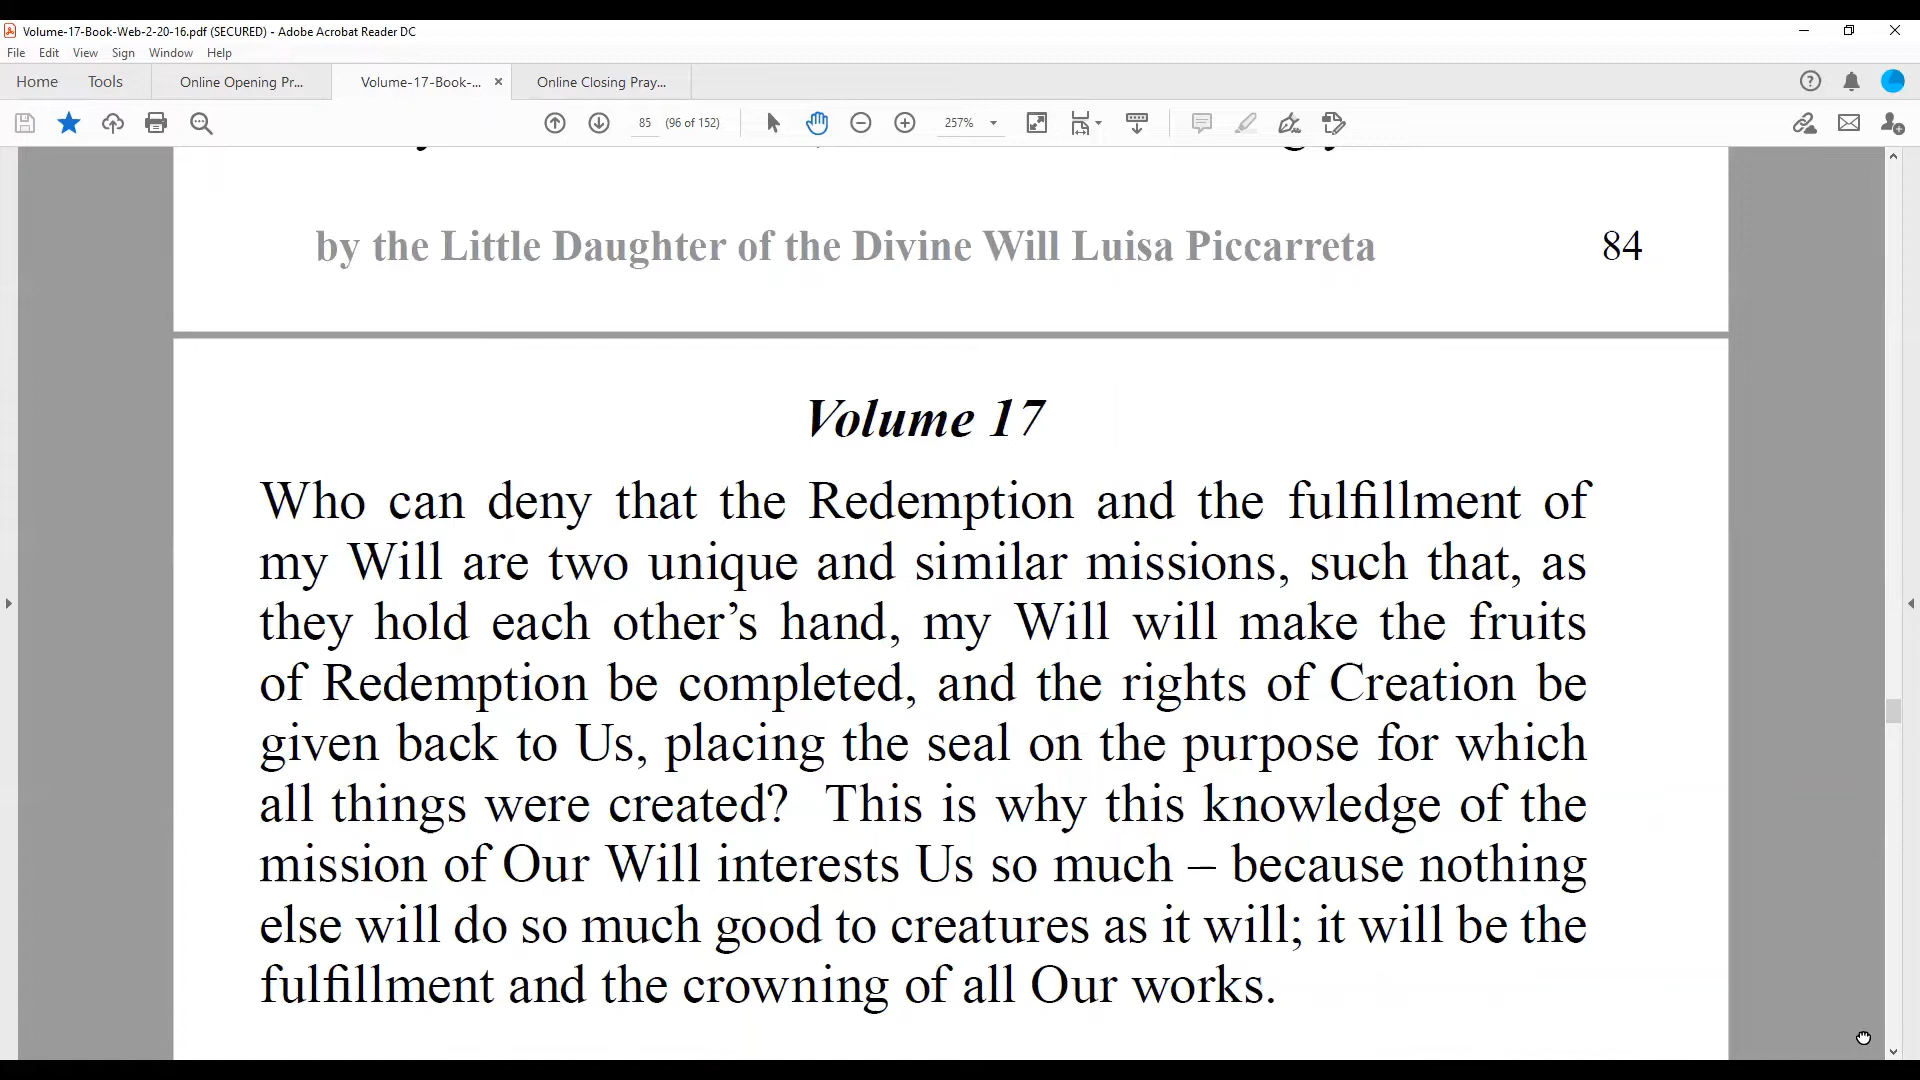 Volume-17-Book-Web-2-20-16.pdf (SECURED) - Adobe Acrobat Reader DC
File Edit View Sign Window Help
Home Tools Online Opening Pr... Volume-17-Book-... × Online Closing Pray...
85 (96 of 152) 257%
by the Little Daughter of the Divine Will Luisa Piccarreta 84
Volume 17
Who can deny that the Redemption and the fulfillment of
my Will are two unique and similar missions, such that, as
they hold each other’s hand, my Will will make the fruits
of Redemption be completed, and the rights of Creation be
given back to Us, placing the seal on the purpose for which
all things were created? This is why this knowledge of the
mission of Our Will interests Us so much – because nothing
else will do so much good to creatures as it will; it will be the
fulfillment and the crowning of all Our works.